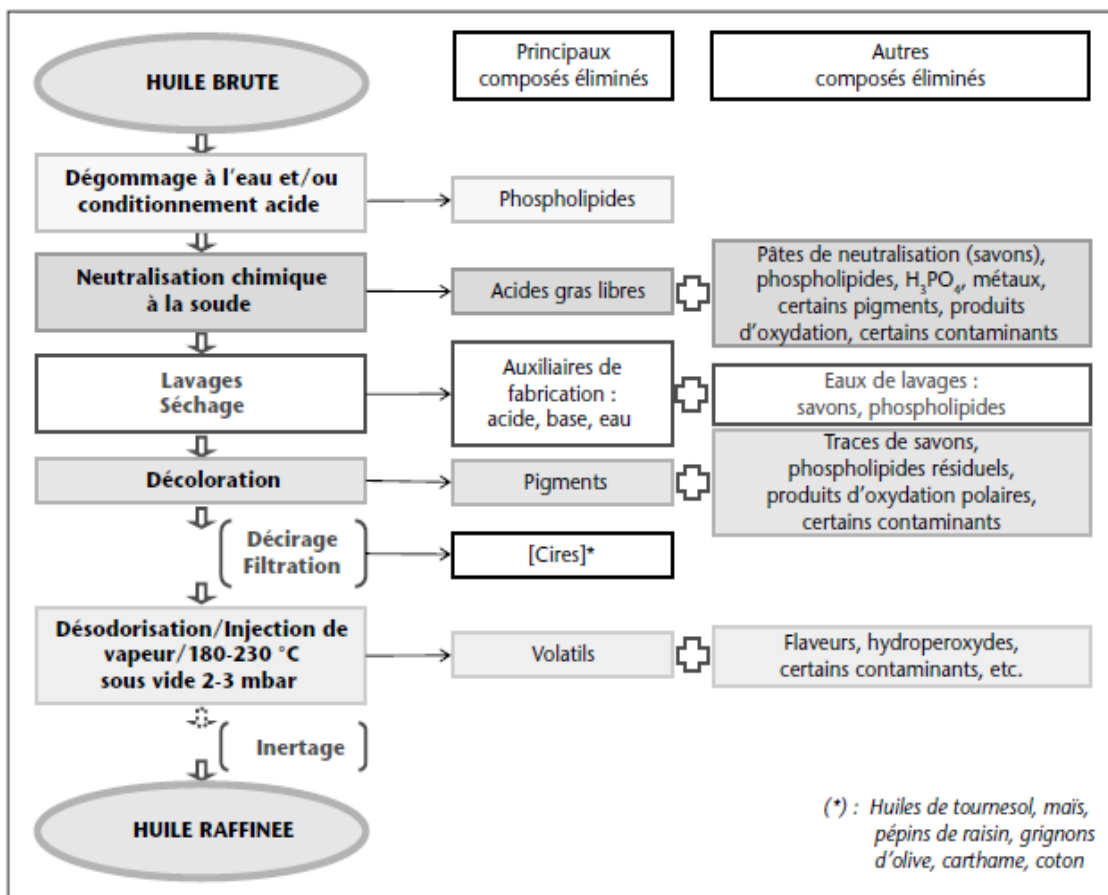 HUILE BRUTE
Principaux
composés éliminés
Autres
composés éliminés
Dégommage à l'eau et/ou
conditionnement acide
Phospholipides
Neutralisation chimique
à la soude
Acides gras libres
Pâtes de neutralisation (savons),
phospholipides, H₃PO₄, métaux,
certains pigments, produits
d'oxydation, certains contaminants
Lavages
Séchage
Auxiliaires de
fabrication :
acide, base, eau
Eaux de lavages :
savons, phospholipides
Décoloration
Pigments
Traces de savons,
phospholipides résiduels,
produits d'oxydation polaires,
certains contaminants
Décirage
Filtration
[Cires]*
Désodorisation/Injection de
vapeur/180-230 °C
sous vide 2-3 mbar
Volatils
Flaveurs, hydroperoxydes,
certains contaminants, etc.
Inertage
HUILE RAFFINEE
(*) : Huiles de tournesol, maïs,
pépins de raisin, grignons
d'olive, carthame, coton